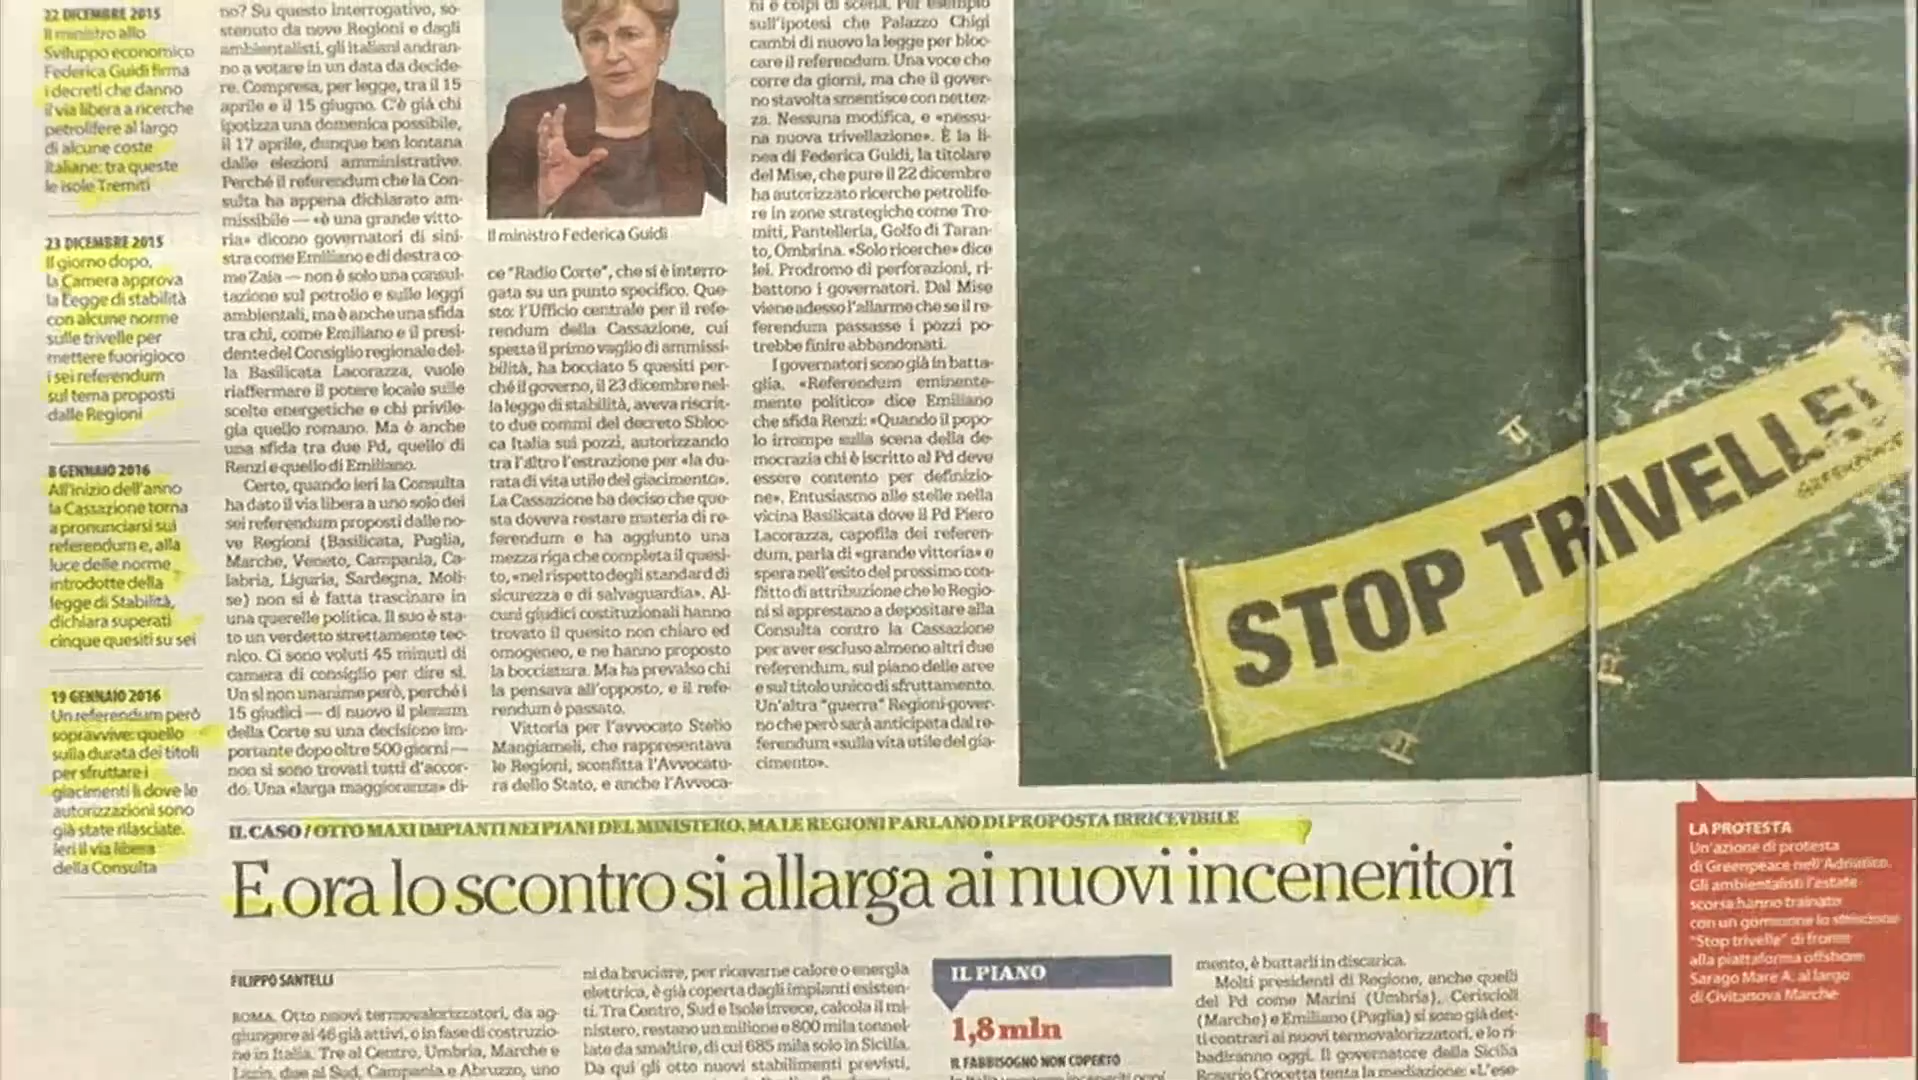 22 DICEMBRE 2015
Il ministro allo
Sviluppo economico
Federica Guidi firma
i decreti che danno
il via libera a ricerche
petrolifere al largo
di alcune coste
italiane: tra queste
le isole Tremiti
23 DICEMBRE 2015
Il giorno dopo,
la Camera approva
la Legge di stabilità
con alcune norme
sulle trivelle per
mettere fuorigioco
i sei referendum
sul tema proposti
dalle Regioni
8 GENNAIO 2016
All'inizio dell'anno
la Cassazione torna
a pronunciarsi sui
referendum e, alla
luce delle norme
introdotte della
legge di Stabilità,
dichiara superati
cinque quesiti su sei
19 GENNAIO 2016
Un referendum però
sopravvive: quello
sulla durata dei titoli
per sfruttare i
giacimenti lì dove le
autorizzazioni sono
già state rilasciate.
Ieri il via libera
della Consulta
no? Su questo interrogativo, so-
stenuto da nove Regioni e dagli
ambientalisti, gli italiani andran-
no a votare in un data da decide-
re. Compresa, per legge, tra il 15
aprile e il 15 giugno. C'è già chi
ipotizza una domenica possibile,
il 17 aprile, dunque ben lontana
dalle elezioni amministrative.
Perché il referendum che la Con-
sulta ha appena dichiarato am-
missibile — «è una grande vitto-
ria» dicono governatori di sini-
stra come Emiliano e di destra co-
me Zaia — non è solo una consul-
tazione sul petrolio e sulle leggi
ambientali, ma è anche una sfida
tra chi, come Emiliano e il presi-
dente del Consiglio regionale del-
la Basilicata Lacorazza, vuole
riaffermare il potere locale sulle
scelte energetiche e chi privile-
gia quello romano. Ma è anche
una sfida tra due Pd, quello di
Renzi e quello di Emiliano.
Certo, quando ieri la Consulta
ha dato il via libera a uno solo dei
sei referendum proposti dalle no-
ve Regioni (Basilicata, Puglia,
Marche, Veneto, Campania, Ca-
labria, Liguria, Sardegna, Moli-
se) non si è fatta trascinare in
una querelle politica. Il suo è sta-
to un verdetto strettamente tec-
nico. Ci sono voluti 45 minuti di
camera di consiglio per dire sì.
Un sì non unanime però, perché i
15 giudici — di nuovo il plenum
della Corte su una decisione im-
portante dopo oltre 500 giorni —
non si sono trovati tutti d'accor-
do. Una «larga maggioranza» di-
Il ministro Federica Guidi
ce "Radio Corte", che si è interro-
gata su un punto specifico. Que-
sto: l'Ufficio centrale per il refe-
rendum della Cassazione, cui
spetta il primo vaglio di ammissi-
bilità, ha bocciato 5 quesiti per-
ché il governo, il 23 dicembre nel-
la legge di stabilità, aveva riscrit-
to due commi del decreto Sbloc-
ca Italia sui pozzi, autorizzando
tra l'altro l'estrazione per «la du-
rata di vita utile del giacimento».
La Cassazione ha deciso che que-
sta doveva restare materia di re-
ferendum e ha aggiunto una
mezza riga che completa il quesi-
to, «nel rispetto degli standard di
sicurezza e di salvaguardia». Al-
cuni giudici costituzionali hanno
trovato il quesito non chiaro ed
omogeneo, e ne hanno proposto
la bocciatura. Ma ha prevalso chi
la pensava all'opposto, e il refe-
rendum è passato.
Vittoria per l'avvocato Stelio
Mangiameli, che rappresentava
le Regioni, sconfitta l'Avvocatu-
ra dello Stato, e anche l'Avvoca-
ni e colpi di scena. Per esempio
sull'ipotesi che Palazzo Chigi
cambi di nuovo la legge per bloc-
care il referendum. Una voce che
corre da giorni, ma che il gover-
no stavolta smentisce con nettez-
za. Nessuna modifica, e «nessu-
na nuova trivellazione». È la li-
nea di Federica Guidi, la titolare
del Mise, che pure il 22 dicembre
ha autorizzato ricerche petrolife-
re in zone strategiche come Tre-
miti, Pantelleria, Golfo di Taran-
to, Ombrina. «Solo ricerche» dice
lei. Prodromo di perforazioni, ri-
battono i governatori. Dal Mise
viene adesso l'allarme che se il re-
ferendum passasse i pozzi po-
trebbe finire abbandonati.
I governatori sono già in batta-
glia. «Referendum eminente-
mente politico» dice Emiliano
che sfida Renzi: «Quando il popo-
lo irrompe sulla scena della de-
mocrazia chi è iscritto al Pd deve
essere contento per definizio-
ne». Entusiasmo alle stelle nella
vicina Basilicata dove il Pd Piero
Lacorazza, capofila dei referen-
dum, parla di «grande vittoria» e
spera nell'esito del prossimo con-
flitto di attribuzione che le Regio-
ni si apprestano a depositare alla
Consulta contro la Cassazione
per aver escluso almeno altri due
referendum, sul piano delle aree
e sul titolo unico di sfruttamento.
Un'altra "guerra" Regioni-gover-
no che però sarà anticipata dal re-
ferendum «sulla vita utile del gia-
cimento».
STOP TRIVELLE!
LA PROTESTA
Un'azione di protesta
di Greenpeace nell'Adriatico.
Gli ambientalisti l'estate
scorsa hanno trainato
con un gommone lo striscione
"Stop trivelle" di fronte
alla piattaforma offshore
Sarago Mare A, al largo
di Civitanova Marche
IL CASO / OTTO MAXI IMPIANTI NEI PIANI DEL MINISTERO, MA LE REGIONI PARLANO DI PROPOSTA IRRICEVIBILE
E ora lo scontro si allarga ai nuovi inceneritori
FILIPPO SANTELLI
ROMA. Otto nuovi termovalorizzatori, da ag-
giungere ai 46 già attivi, o in fase di costruzio-
ne in Italia. Tre al Centro, Umbria, Marche e
Lazio, due al Sud, Campania e Abruzzo, uno
ni da bruciare, per ricavarne calore o energia
elettrica, è già coperta dagli impianti esisten-
ti. Tra Centro, Sud e Isole invece, calcola il mi-
nistero, restano un milione e 800 mila tonnel-
late da smaltire, di cui 685 mila solo in Sicilia.
Da qui gli otto nuovi stabilimenti previsti,
IL PIANO
1,8 mln
IL FABBISOGNO NON COPERTO
mento, è buttarli in discarica.
Molti presidenti di Regione, anche quelli
del Pd come Marini (Umbria), Ceriscioli
(Marche) e Emiliano (Puglia) si sono già det-
ti contrari ai nuovi termovalorizzatori, e lo ri-
badiranno oggi. Il governatore della Sicilia
Rosario Crocetta tenta la mediazione: «L'ese-